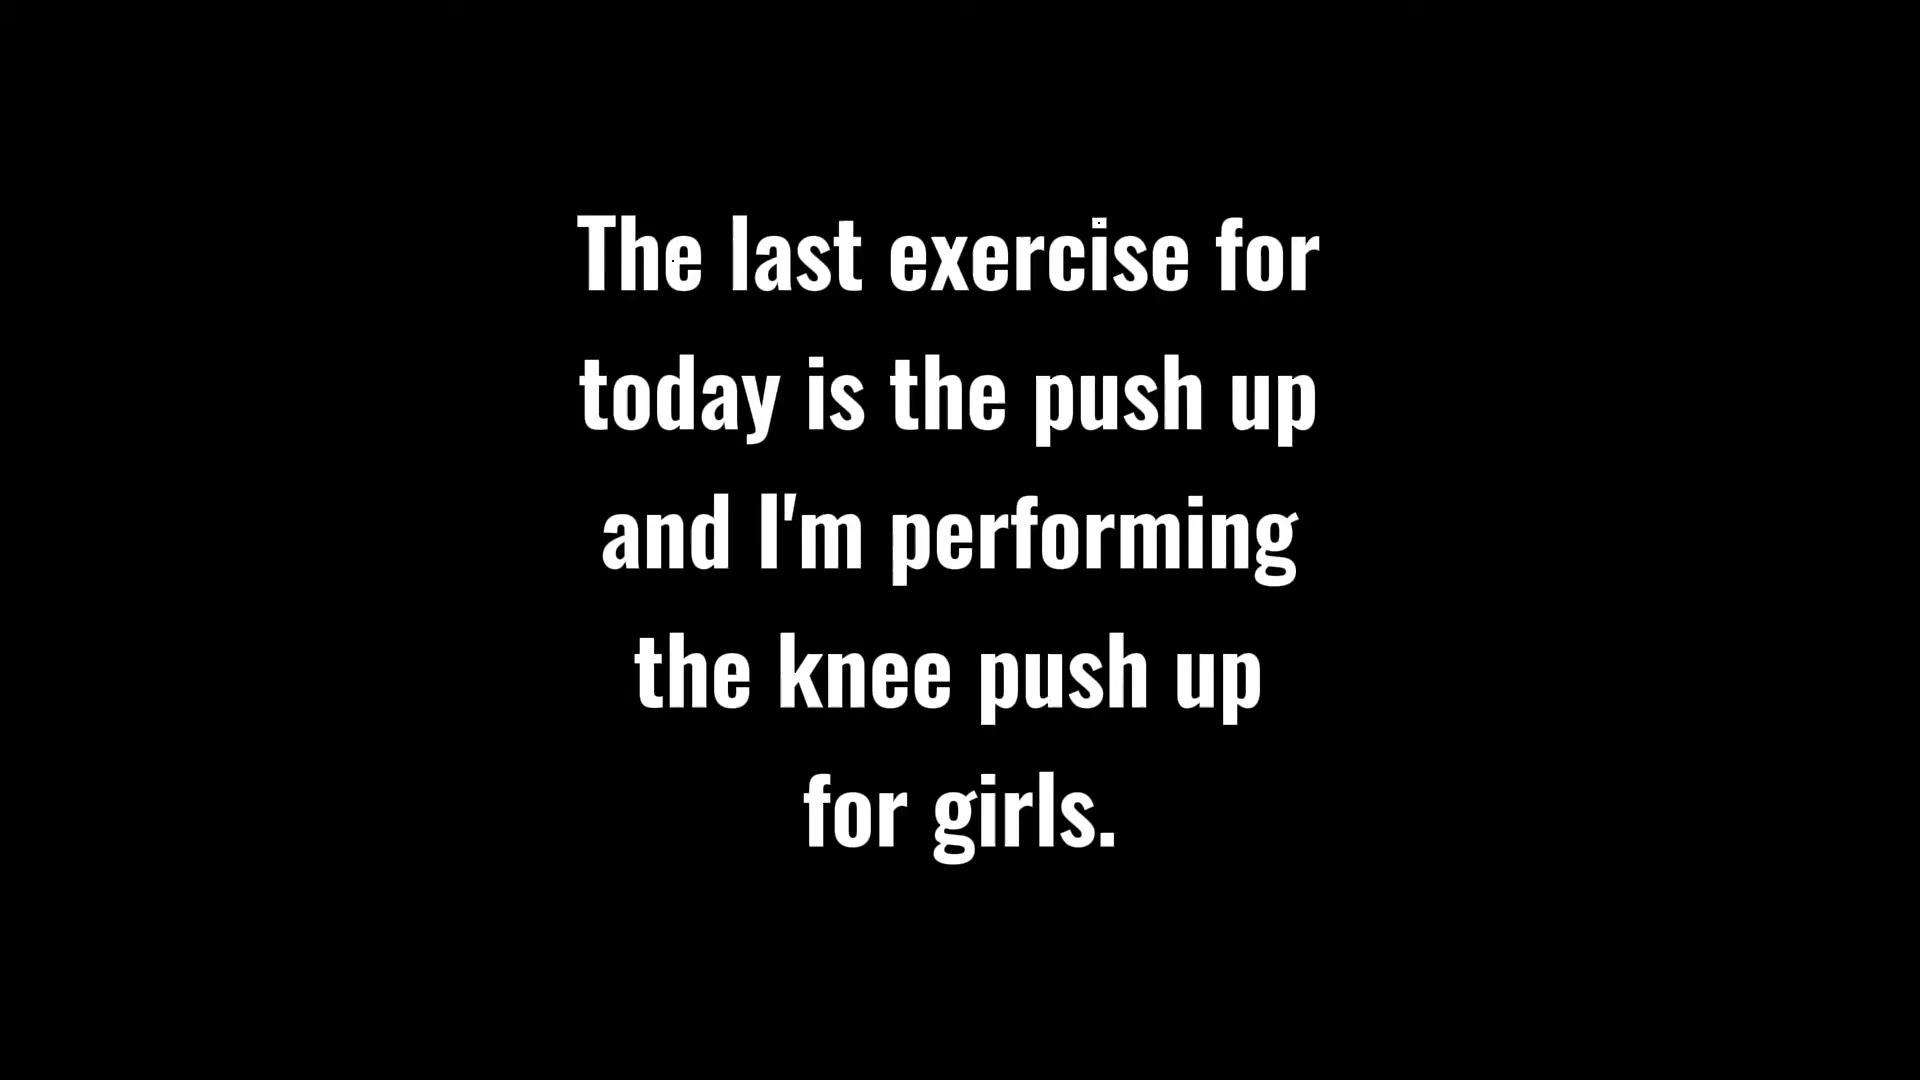 The last exercise for
today is the push up
and I'm performing
the knee push up
for girls.